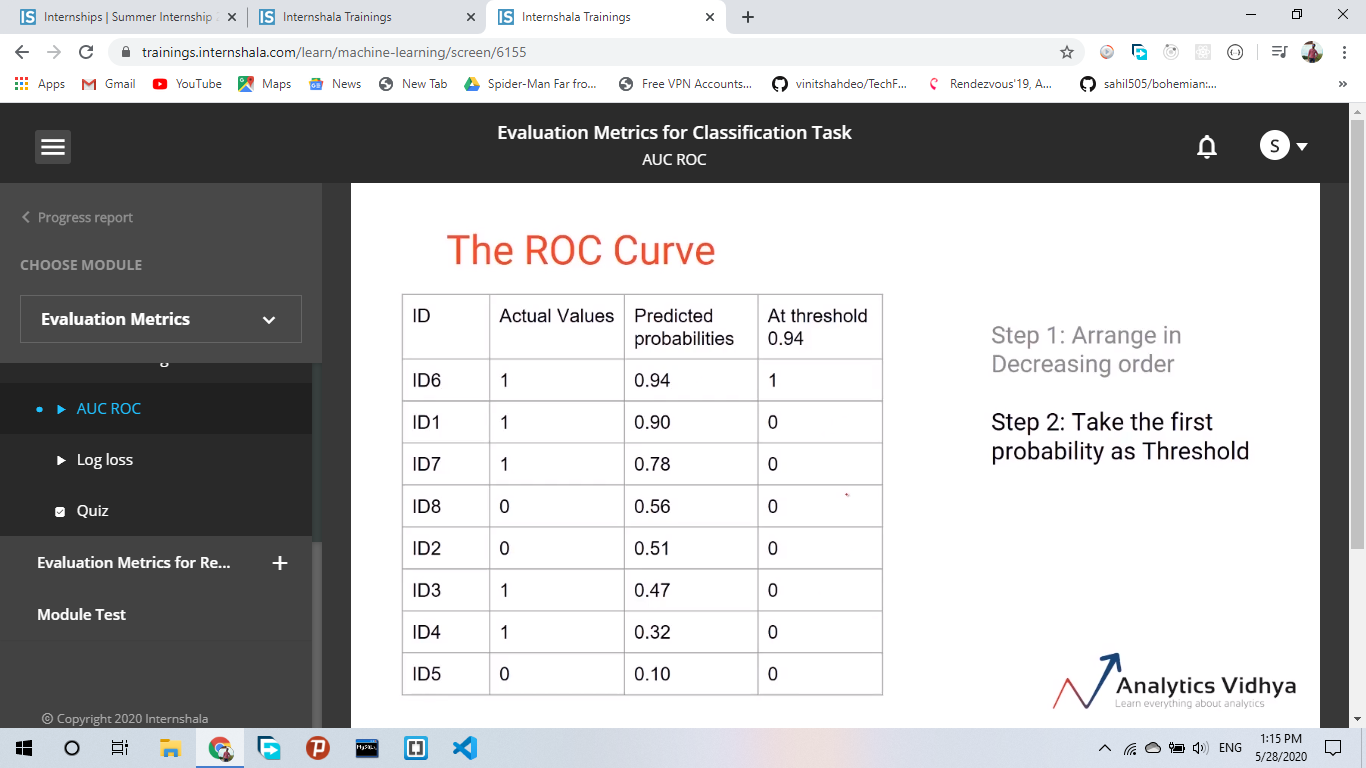 Internships | Summer Internship
Internshala Trainings
Internshala Trainings
trainings.internshala.com/learn/machine-learning/screen/6155
Apps
Gmail
YouTube
Maps
News
New Tab
Spider-Man Far fro...
Free VPN Accounts...
vinitshahdeo/TechF...
Rendezvous'19, A...
sahil505/bohemian:...
»
Evaluation Metrics for Classification Task
AUC ROC
S
Progress report
CHOOSE MODULE
Evaluation Metrics
AUC ROC
Log loss
Quiz
Evaluation Metrics for Re...
Module Test
© Copyright 2020 Internshala
The ROC Curve
ID Actual Values Predicted probabilities At threshold 0.94
ID6 1 0.94 1
ID1 1 0.90 0
ID7 1 0.78 0
ID8 0 0.56 0
ID2 0 0.51 0
ID3 1 0.47 0
ID4 1 0.32 0
ID5 0 0.10 0
Step 1: Arrange in
Decreasing order
Step 2: Take the first
probability as Threshold
Analytics Vidhya
Learn everything about analytics
ENG
1:15 PM
5/28/2020